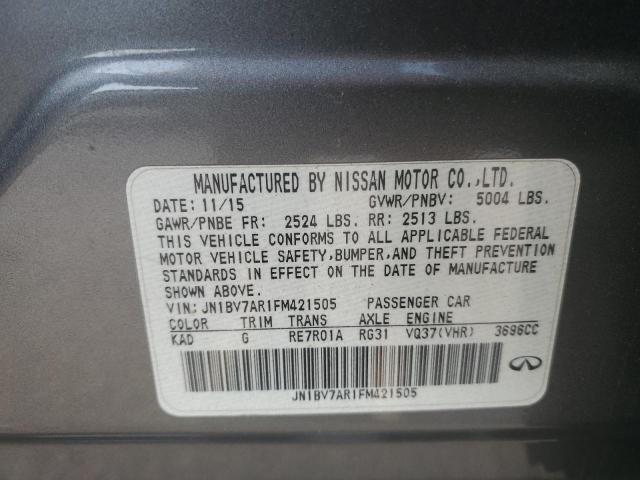 MANUFACTURED BY NISSAN MOTOR CO.,LTD.
DATE: 11/15 GVWR/PNBV: 5004 LBS.
GAWR/PNBE FR: 2524 LBS. RR: 2513 LBS.
THIS VEHICLE CONFORMS TO ALL APPLICABLE FEDERAL
MOTOR VEHICLE SAFETY,BUMPER,AND THEFT PREVENTION
STANDARDS IN EFFECT ON THE DATE OF MANUFACTURE
SHOWN ABOVE.
VIN: JN1BV7AR1FM421505 PASSENGER CAR
COLOR TRIM TRANS AXLE ENGINE
KAD G RE7R01A RG31 VQ37(VHR) 3696CC
JN1BV7AR1FM421505